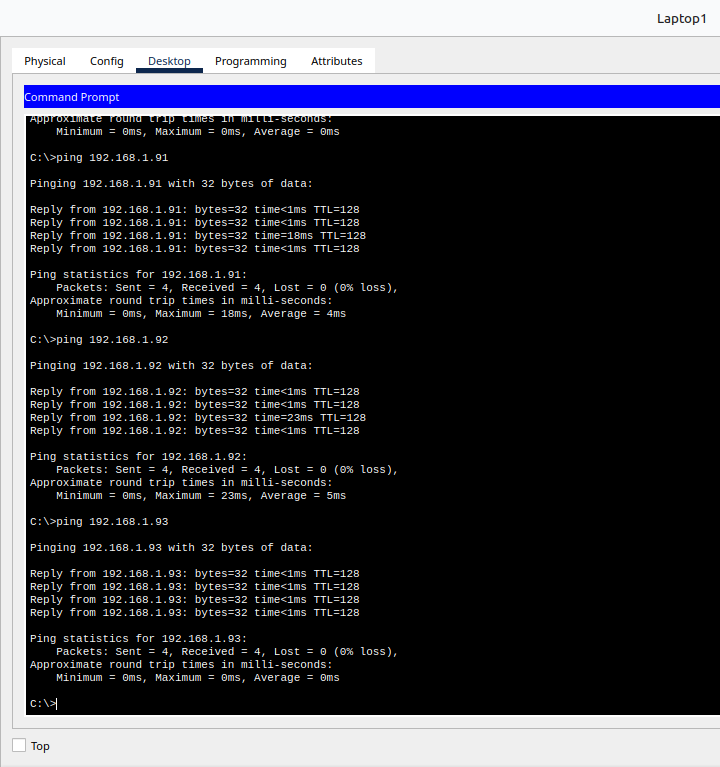 Laptop1
Physical Config Desktop Programming Attributes
Command Prompt
Approximate round trip times in milli-seconds:
    Minimum = 0ms, Maximum = 0ms, Average = 0ms
C:\>ping 192.168.1.91
Pinging 192.168.1.91 with 32 bytes of data:
Reply from 192.168.1.91: bytes=32 time<1ms TTL=128
Reply from 192.168.1.91: bytes=32 time<1ms TTL=128
Reply from 192.168.1.91: bytes=32 time=18ms TTL=128
Reply from 192.168.1.91: bytes=32 time<1ms TTL=128
Ping statistics for 192.168.1.91:
    Packets: Sent = 4, Received = 4, Lost = 0 (0% loss),
Approximate round trip times in milli-seconds:
    Minimum = 0ms, Maximum = 18ms, Average = 4ms
C:\>ping 192.168.1.92
Pinging 192.168.1.92 with 32 bytes of data:
Reply from 192.168.1.92: bytes=32 time<1ms TTL=128
Reply from 192.168.1.92: bytes=32 time<1ms TTL=128
Reply from 192.168.1.92: bytes=32 time=23ms TTL=128
Reply from 192.168.1.92: bytes=32 time<1ms TTL=128
Ping statistics for 192.168.1.92:
    Packets: Sent = 4, Received = 4, Lost = 0 (0% loss),
Approximate round trip times in milli-seconds:
    Minimum = 0ms, Maximum = 23ms, Average = 5ms
C:\>ping 192.168.1.93
Pinging 192.168.1.93 with 32 bytes of data:
Reply from 192.168.1.93: bytes=32 time<1ms TTL=128
Reply from 192.168.1.93: bytes=32 time<1ms TTL=128
Reply from 192.168.1.93: bytes=32 time<1ms TTL=128
Reply from 192.168.1.93: bytes=32 time<1ms TTL=128
Ping statistics for 192.168.1.93:
    Packets: Sent = 4, Received = 4, Lost = 0 (0% loss),
Approximate round trip times in milli-seconds:
    Minimum = 0ms, Maximum = 0ms, Average = 0ms
C:\>
Top